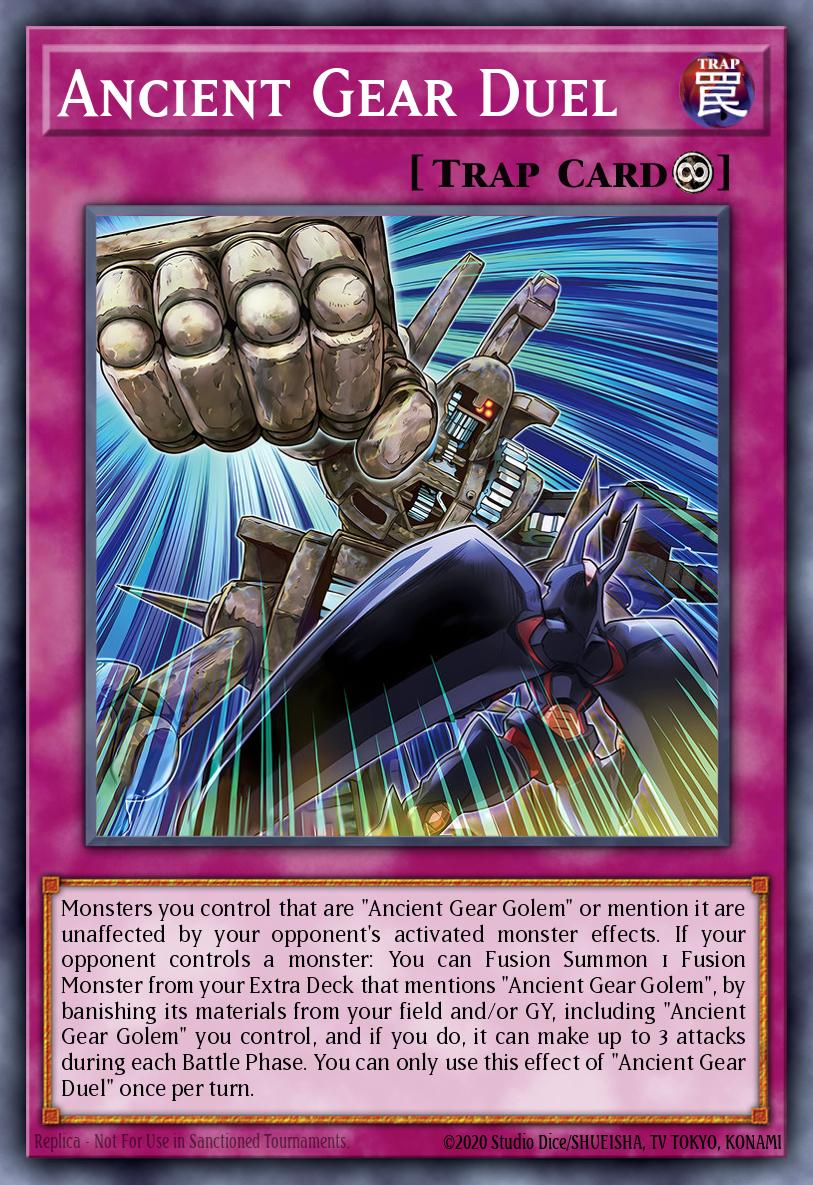 Ancient Gear Duel
TRAP
罠
[Trap Card∞]
Monsters you control that are "Ancient Gear Golem" or mention it are
unaffected by your opponent's activated monster effects. If your
opponent controls a monster: You can Fusion Summon 1 Fusion
Monster from your Extra Deck that mentions "Ancient Gear Golem", by
banishing its materials from your field and/or GY, including "Ancient
Gear Golem" you control, and if you do, it can make up to 3 attacks
during each Battle Phase. You can only use this effect of "Ancient Gear
Duel" once per turn.
Replica - Not For Use in Sanctioned Tournaments.
©2020 Studio Dice/SHUEISHA, TV TOKYO, KONAMI